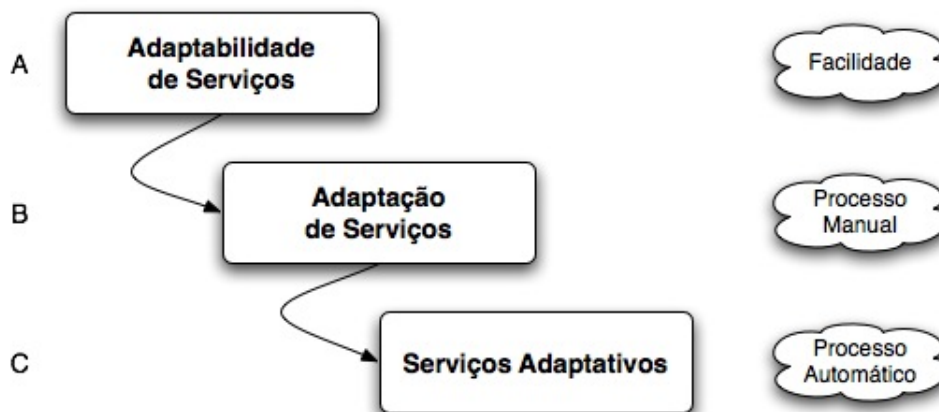 A
Adaptabilidade
de Serviços
Facilidade
B
Adaptação
de Serviços
Processo
Manual
C
Serviços Adaptativos
Processo
Automático